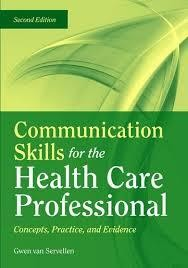 Second Edition
Communication
Skills for the
Health Care
Professional
Concepts, Practice, and Evidence
Gwen van Servellen